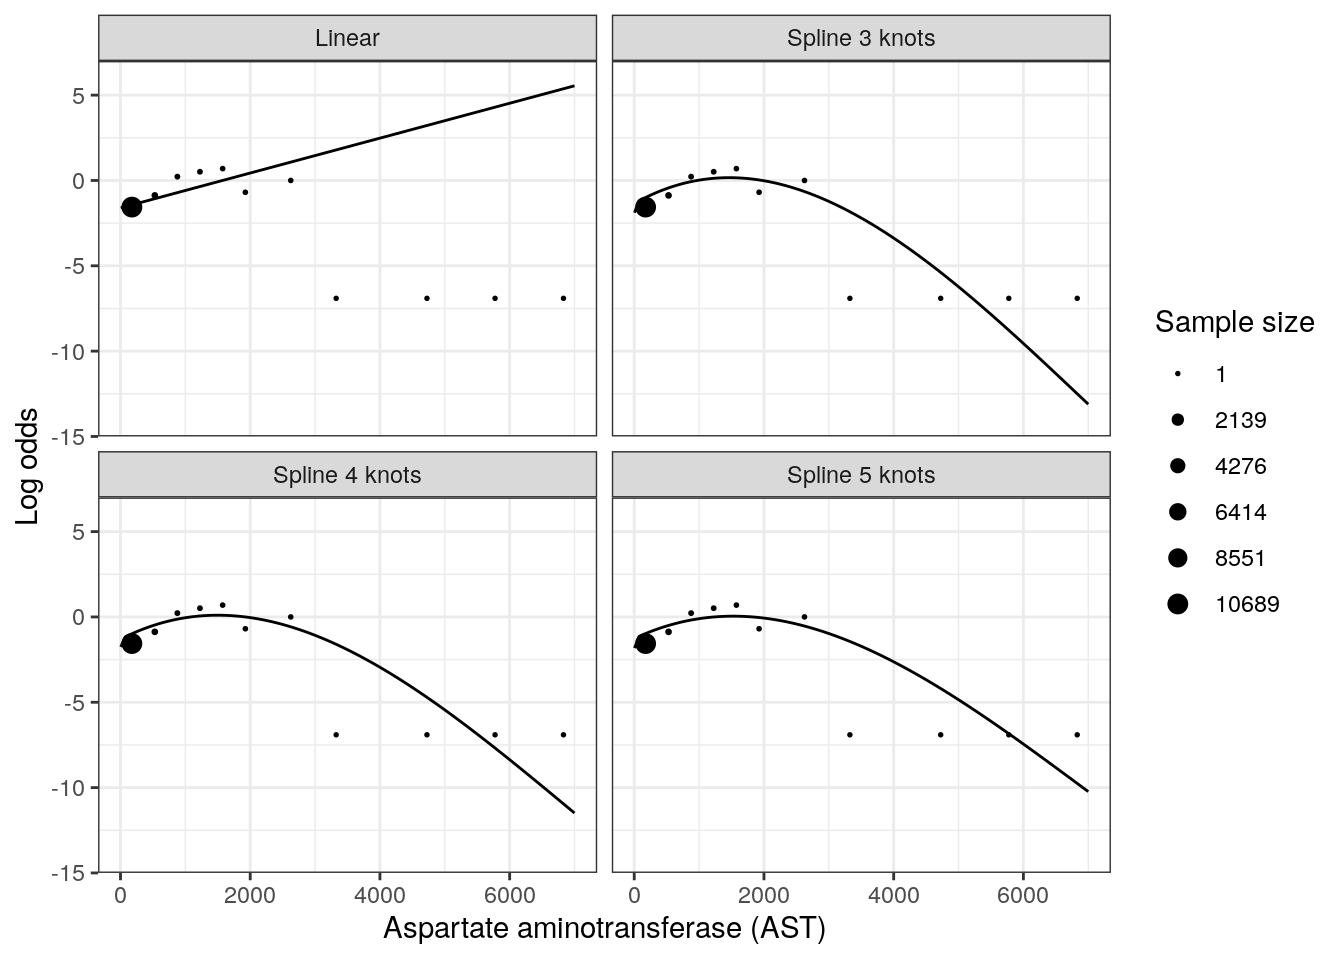 Linear
Spline 3 knots
5
0
-5
-10
-15
Spline 4 knots
Spline 5 knots
5
0
-5
-10
-15
0 2000 4000 6000
0 2000 4000 6000
Aspartate aminotransferase (AST)
Log odds
Sample size
1
2139
4276
6414
8551
10689